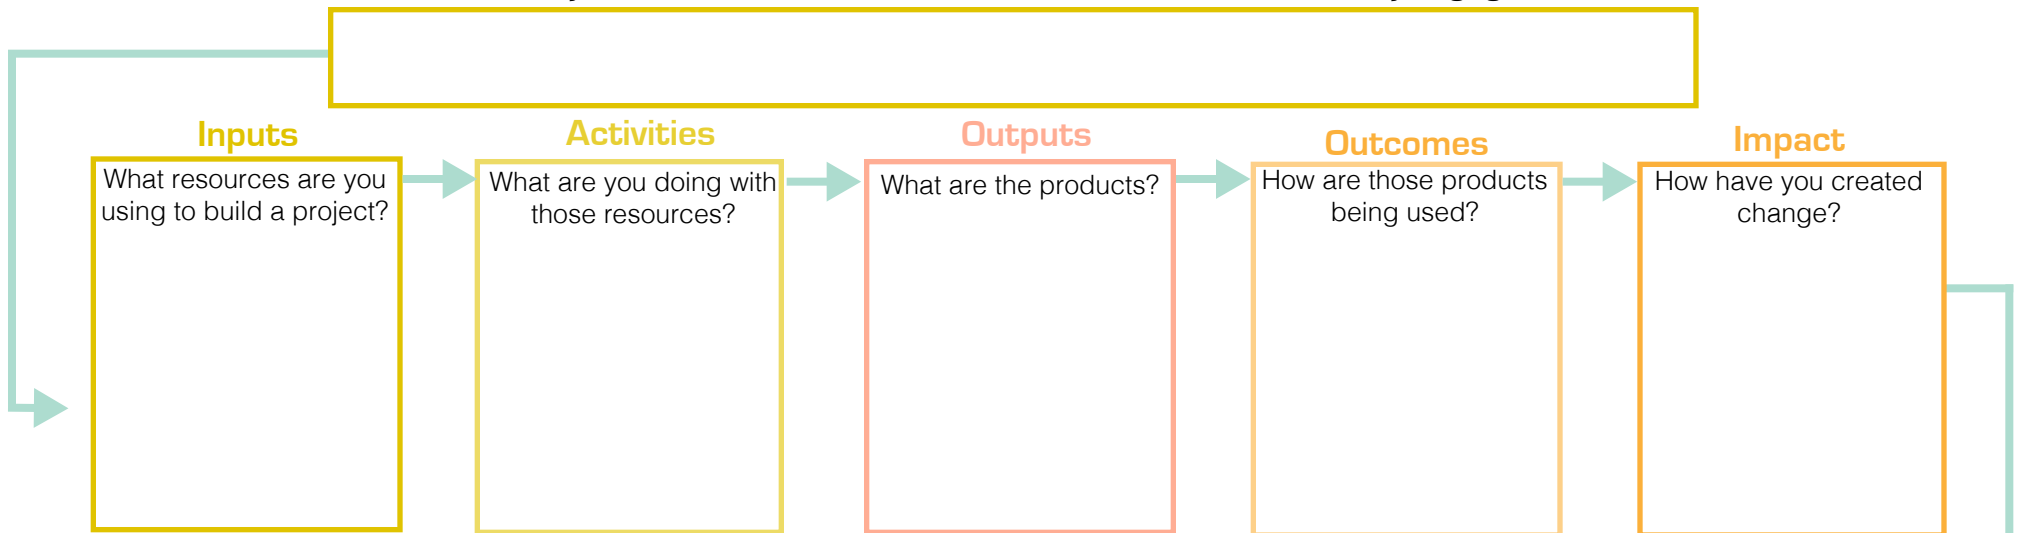 Inputs
Activities
Outputs
Outcomes
Impact
What resources are you
using to build a project?
What are you doing with
those resources?
What are the products?
How are those products
being used?
How have you created
change?